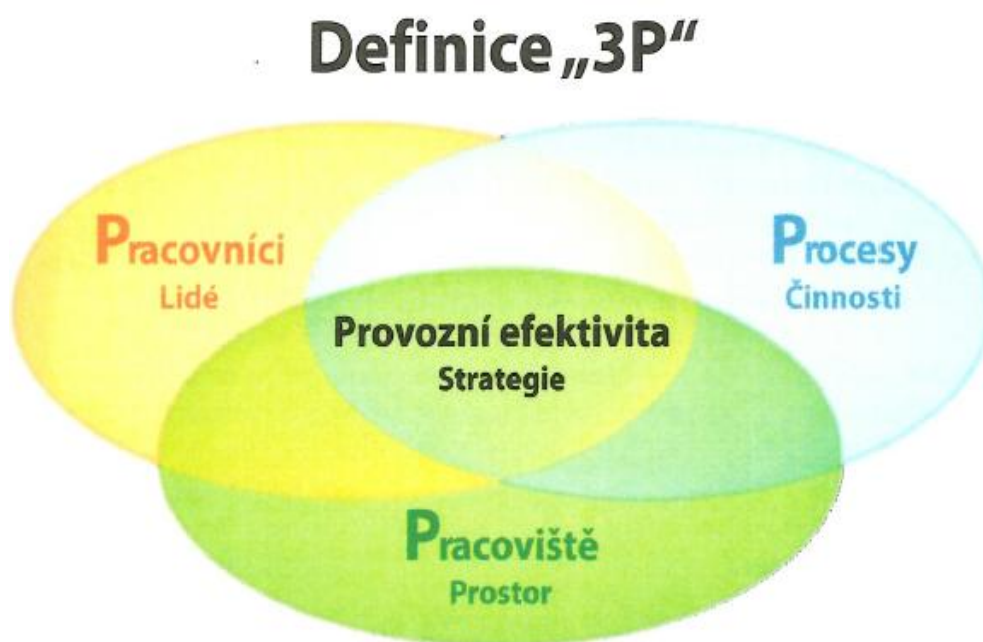 Definice „3P“
Pracovníci
Lidé
Procesy
Činnosti
Provozní efektivita
Strategie
Pracoviště
Prostor